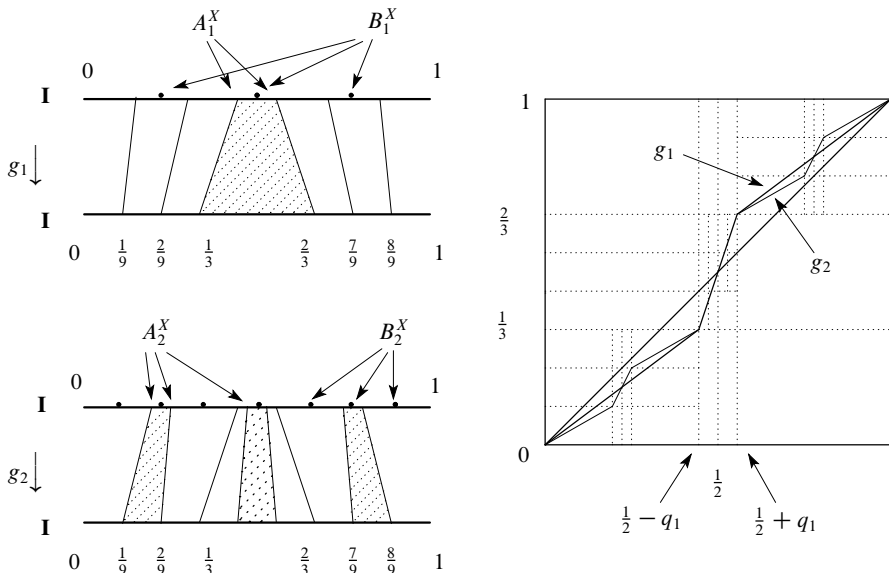 A_1^X B_1^X
0 1
I
g_1
I
0 1/9 2/9 1/3 2/3 7/9 8/9 1
A_2^X B_2^X
0 1
I
g_2
I
0 1/9 2/9 1/3 2/3 7/9 8/9 1
1
g_1
2/3
g_2
1/3
0
1/2
1/2 − q_1 1/2 + q_1